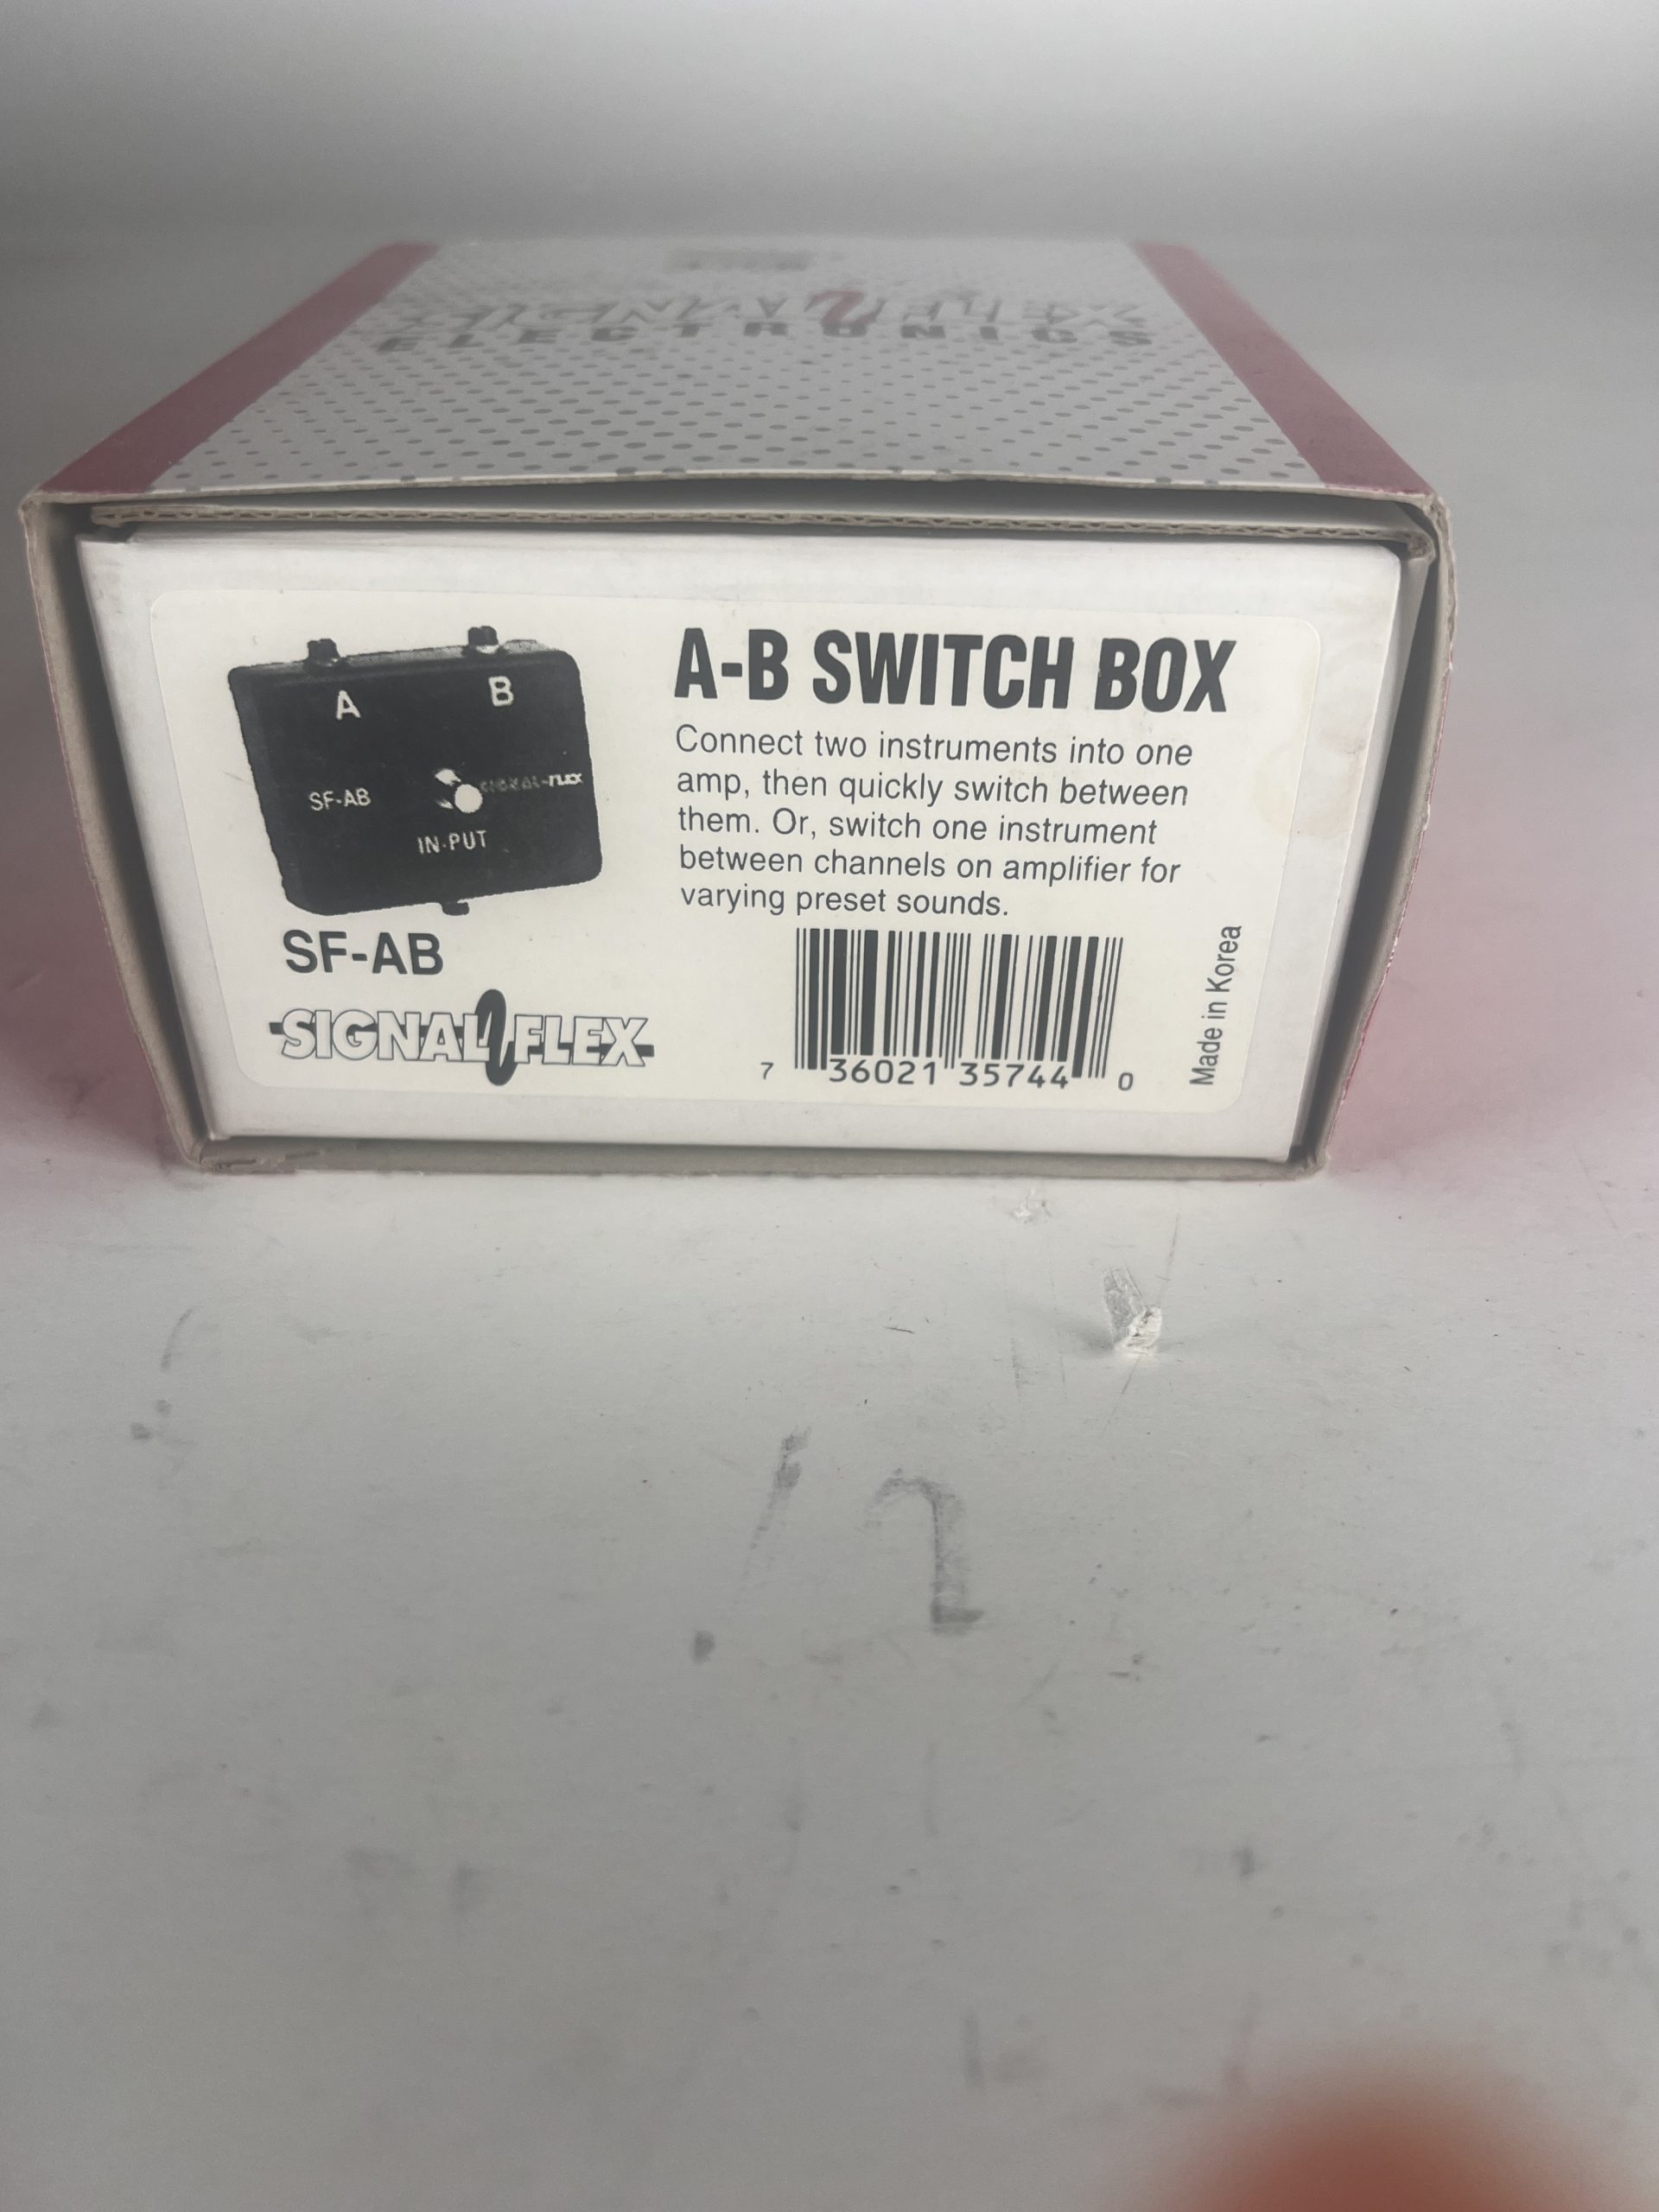 SIGNAL FLEX
ELECTRONICS
A
B
SF-AB
SIGNAL-FLEX
IN-PUT
SF-AB
SIGNAL FLEX
A-B SWITCH BOX
Connect two instruments into one
amp, then quickly switch between
them. Or, switch one instrument
between channels on amplifier for
varying preset sounds.
7 36021 35744 0
Made in Korea